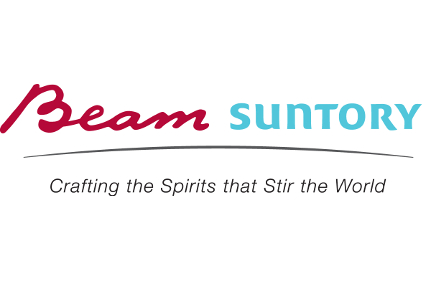 Beam SUNTORY
Crafting the Spirits that Stir the World